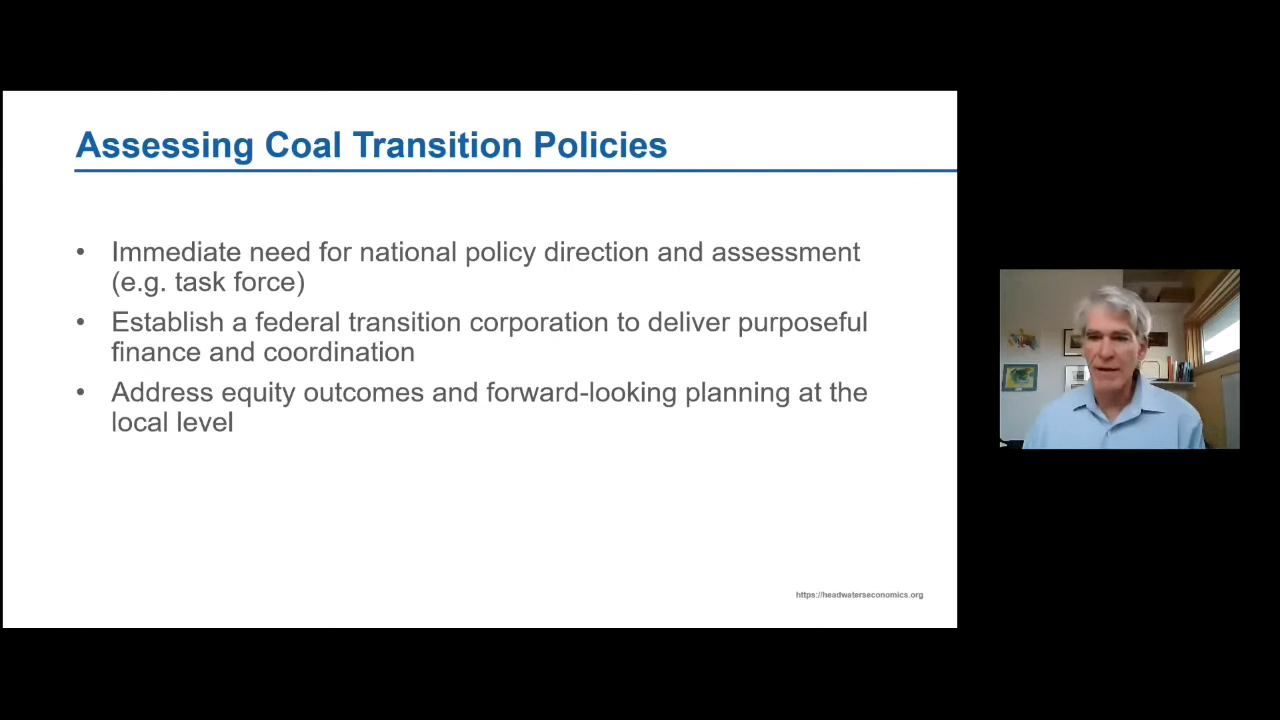 Assessing Coal Transition Policies
• Immediate need for national policy direction and assessment
(e.g. task force)
• Establish a federal transition corporation to deliver purposeful
finance and coordination
• Address equity outcomes and forward-looking planning at the
local level
https://headwaterseconomics.org